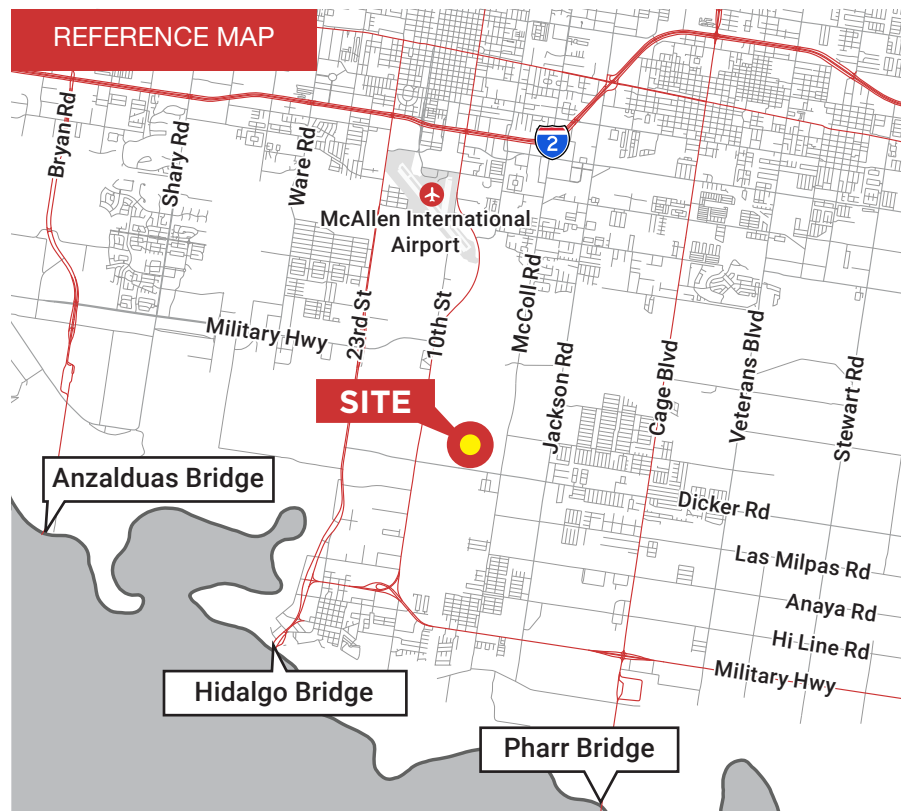 REFERENCE MAP
2
Bryan Rd
Shary Rd
Ware Rd
McAllen International
Airport
Military Hwy
23rd St
10th St
McColl Rd
Jackson Rd
Cage Blvd
Veterans Blvd
Stewart Rd
SITE
Anzalduas Bridge
Dicker Rd
Las Milpas Rd
Anaya Rd
Hi Line Rd
Military Hwy
Hidalgo Bridge
Pharr Bridge